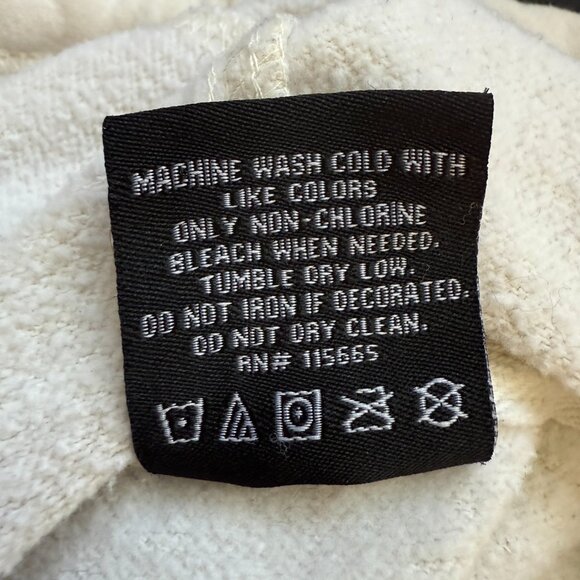 MACHINE WASH COLD WITH
LIKE COLORS
ONLY NON-CHLORINE
BLEACH WHEN NEEDED.
TUMBLE DRY LOW.
DO NOT IRON IF DECORATED.
DO NOT DRY CLEAN.
RN# 115665